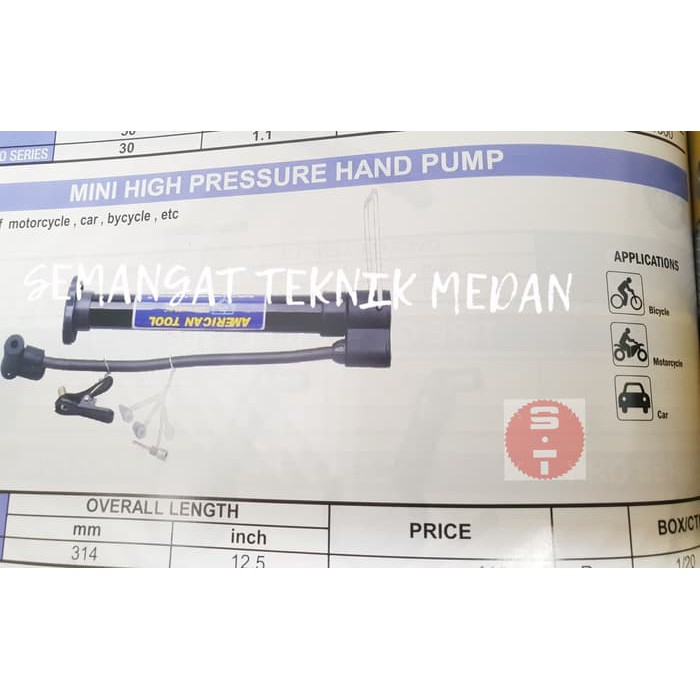 O SERIES
30
1.1
MINI HIGH PRESSURE HAND PUMP
f motorcycle , car , bycycle , etc
SEMANGAT TEKNIK MEDAN
APPLICATIONS
Bicycle
Motorcycle
Car
AMERICAN TOOL
S.T
OVERALL LENGTH
mm
inch
PRICE
BOX/CT
314
12.5
1/20